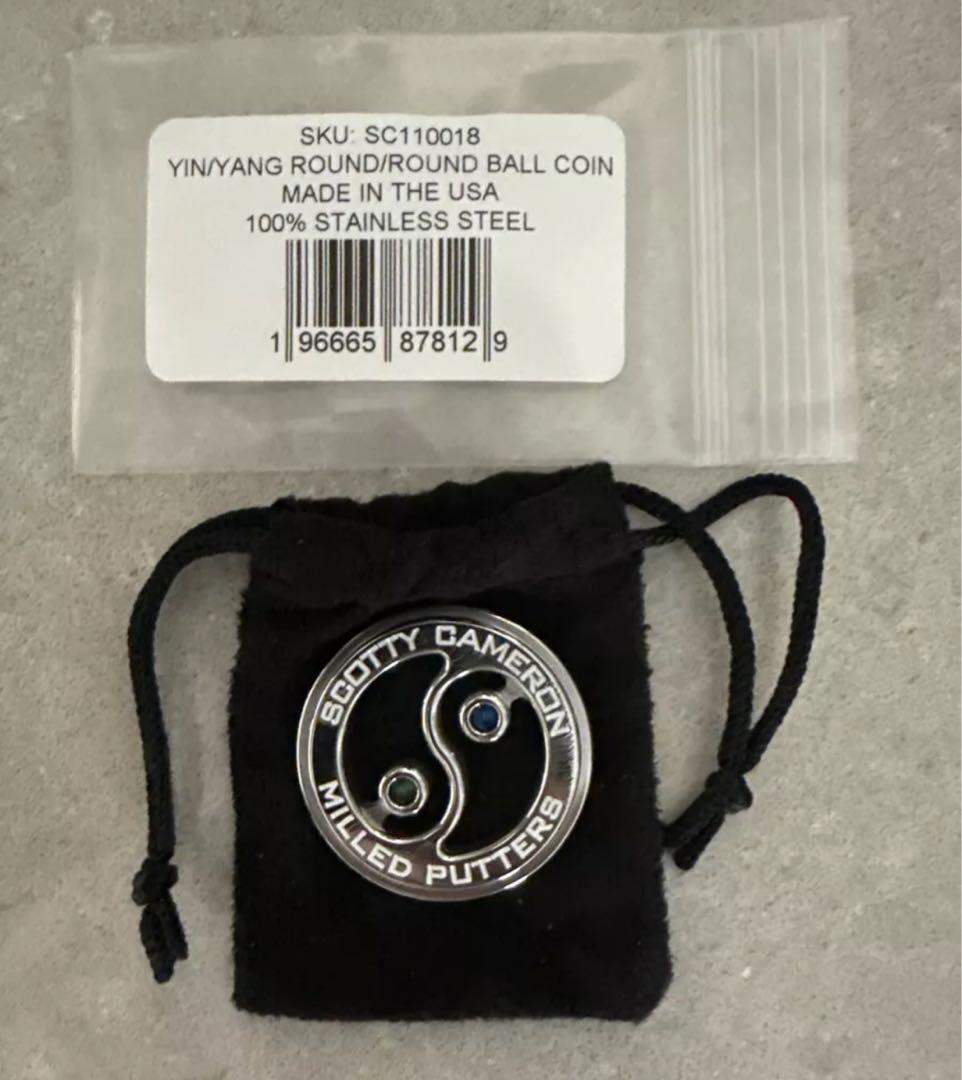 SKU: SC110018
YIN/YANG ROUND/ROUND BALL COIN
MADE IN THE USA
100% STAINLESS STEEL
1 96665 87812 9
SCOTTY CAMERON
MILLED PUTTERS